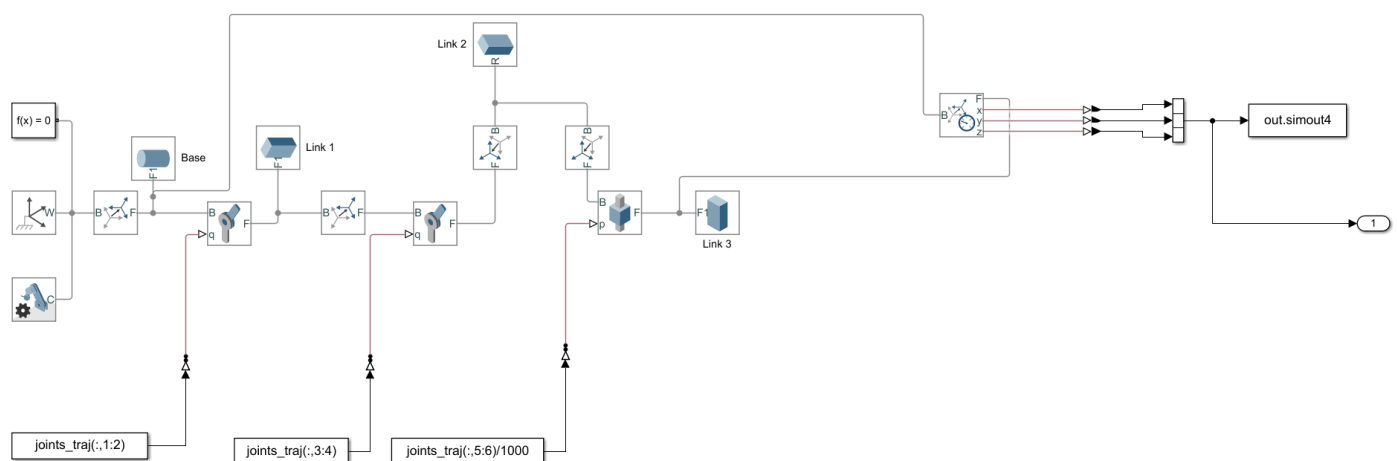 Link 2
f(x) = 0
F
B
x
y
z
out.simout4
Base
F1
Link 1
F1
R
B
F
B
F
W
B
F
B
F
q
B
F
B
F
q
B
F
p
F1
Link 3
1
C
joints_traj(:,1:2)
joints_traj(:,3:4)
joints_traj(:,5:6)/1000